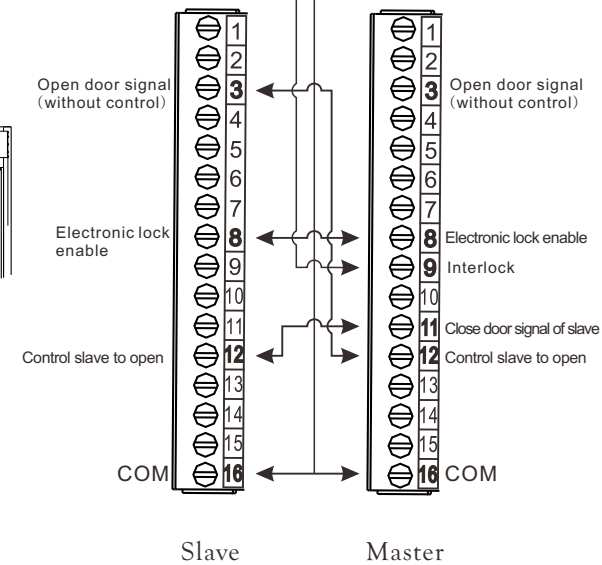 1
2
Open door signal
（without control）
3
4
5
6
7
Electronic lock
enable
8
9
10
11
Control slave to open
12
13
14
15
COM
16
1
2
3
Open door signal
（without control）
4
5
6
7
8
Electronic lock enable
9
Interlock
10
11
Close door signal of slave
12
Control slave to open
13
14
15
16
COM
Slave
Master